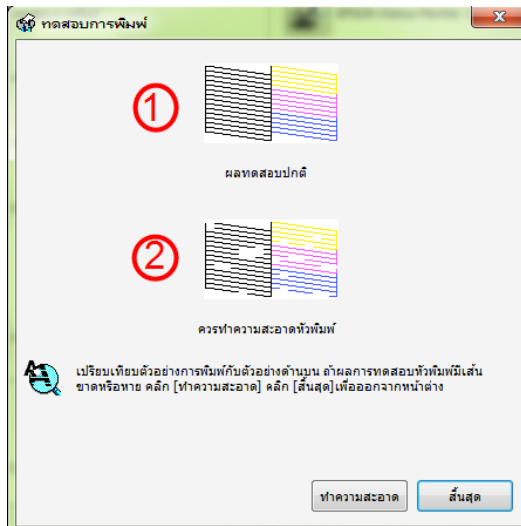 ทดสอบการพิมพ์
1
ผลทดสอบปกติ
2
ควรทำความสะอาดหัวพิมพ์
เปรียบเทียบตัวอย่างการพิมพ์กับตัวอย่างด้านบน ถ้าผลการทดสอบหัวพิมพ์มีเส้น
ขาดหรือหาย คลิก [ทำความสะอาด] คลิก [สิ้นสุด]เพื่อออกจากหน้าต่าง
ทำความสะอาด
สิ้นสุด